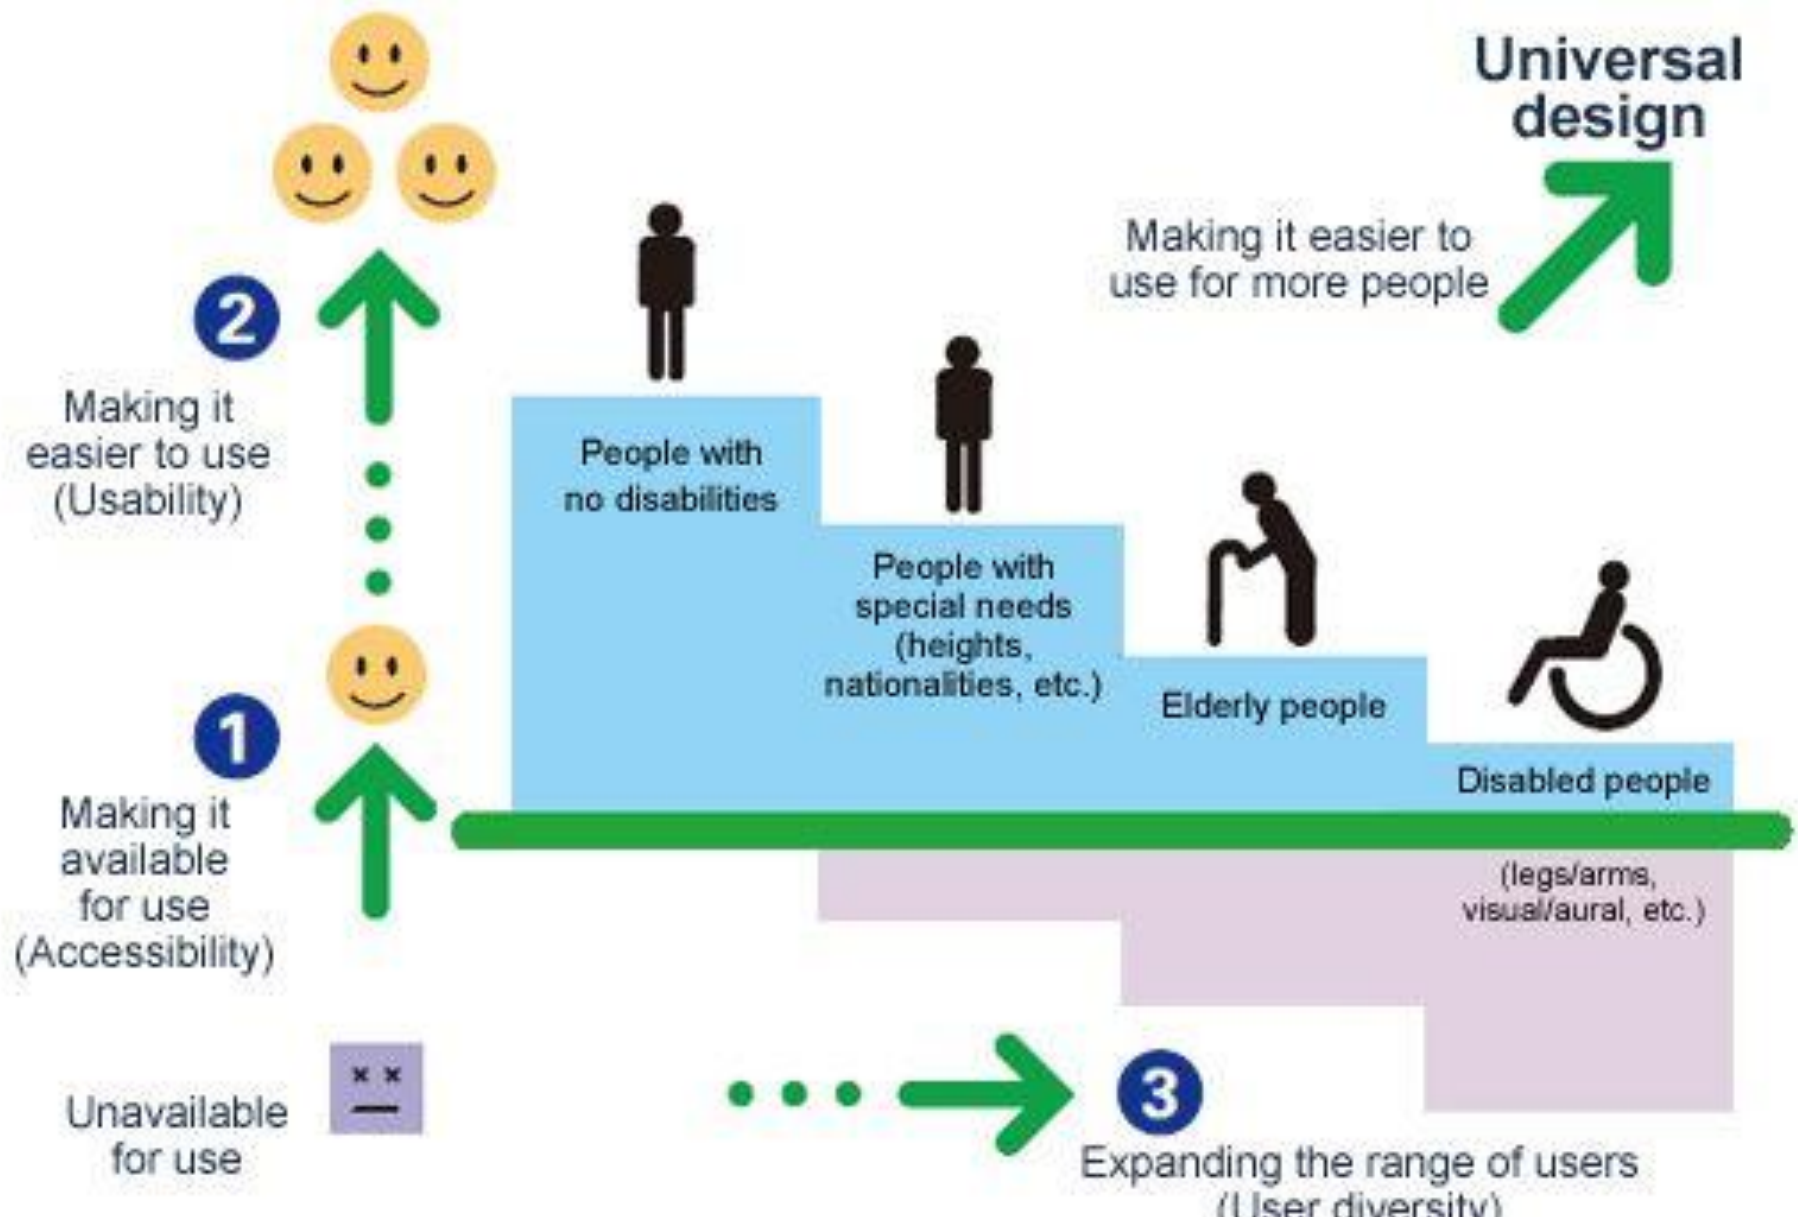 Universal
design
Making it easier to
use for more people
2
Making it
easier to use
(Usability)
People with
no disabilities
People with
special needs
(heights,
nationalities, etc.)
Elderly people
Disabled people
(legs/arms,
visual/aural, etc.)
1
Making it
available
for use
(Accessibility)
Unavailable
for use
3
Expanding the range of users
(User diversity)